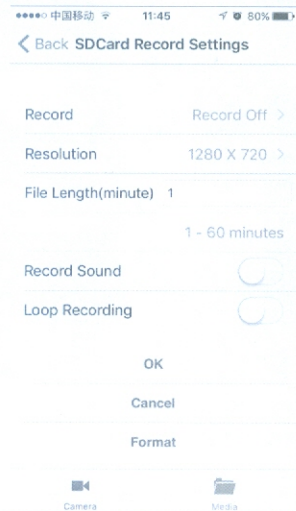 中国移动 11:45 80%
Back SDCard Record Settings
Record Record Off >
Resolution 1280 X 720 >
File Length(minute) 1
1 - 60 minutes
Record Sound
Loop Recording
OK
Cancel
Format
Camera Media